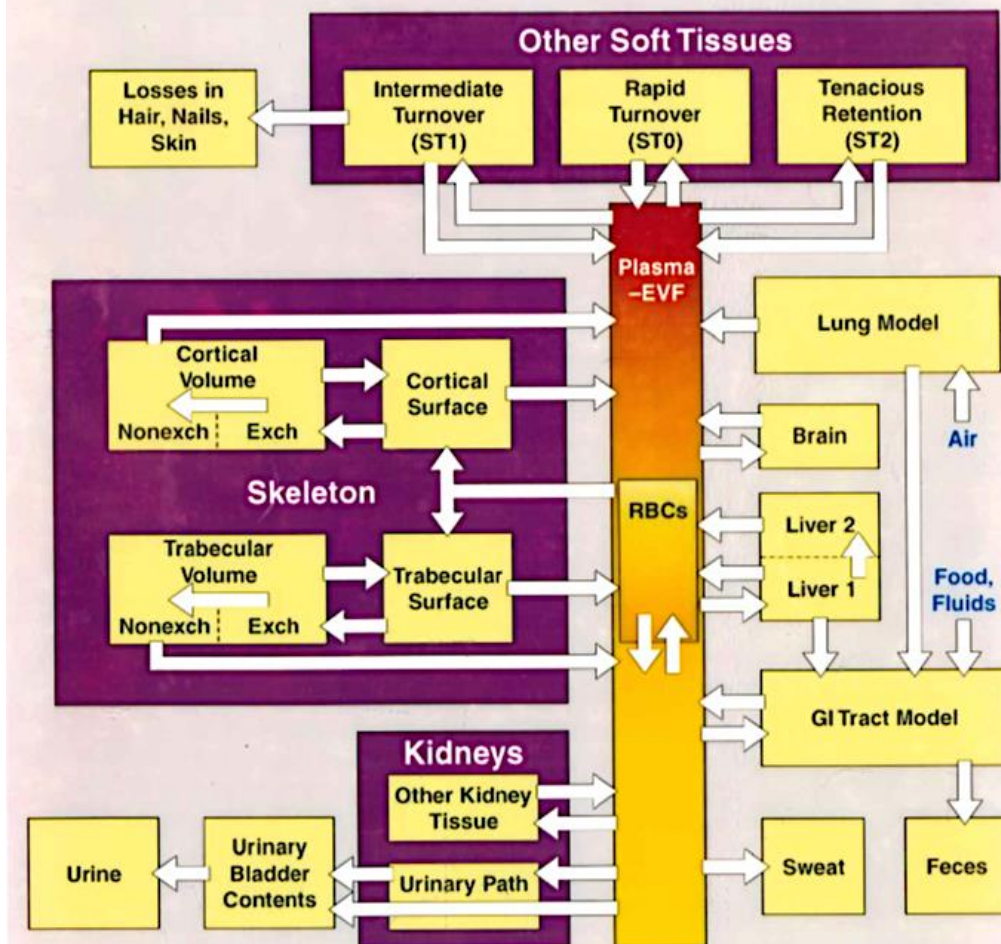 Other Soft Tissues
Losses in
Hair, Nails,
Skin
Intermediate
Turnover
(ST1)
Rapid
Turnover
(ST0)
Tenacious
Retention
(ST2)
Plasma
–EVF
Lung Model
Cortical
Volume
Nonexch
Exch
Cortical
Surface
Brain
Air
Skeleton
RBCs
Liver 2
Liver 1
Trabecular
Volume
Nonexch
Exch
Trabecular
Surface
Food,
Fluids
GI Tract Model
Kidneys
Other Kidney
Tissue
Urine
Urinary
Bladder
Contents
Urinary Path
Sweat
Feces